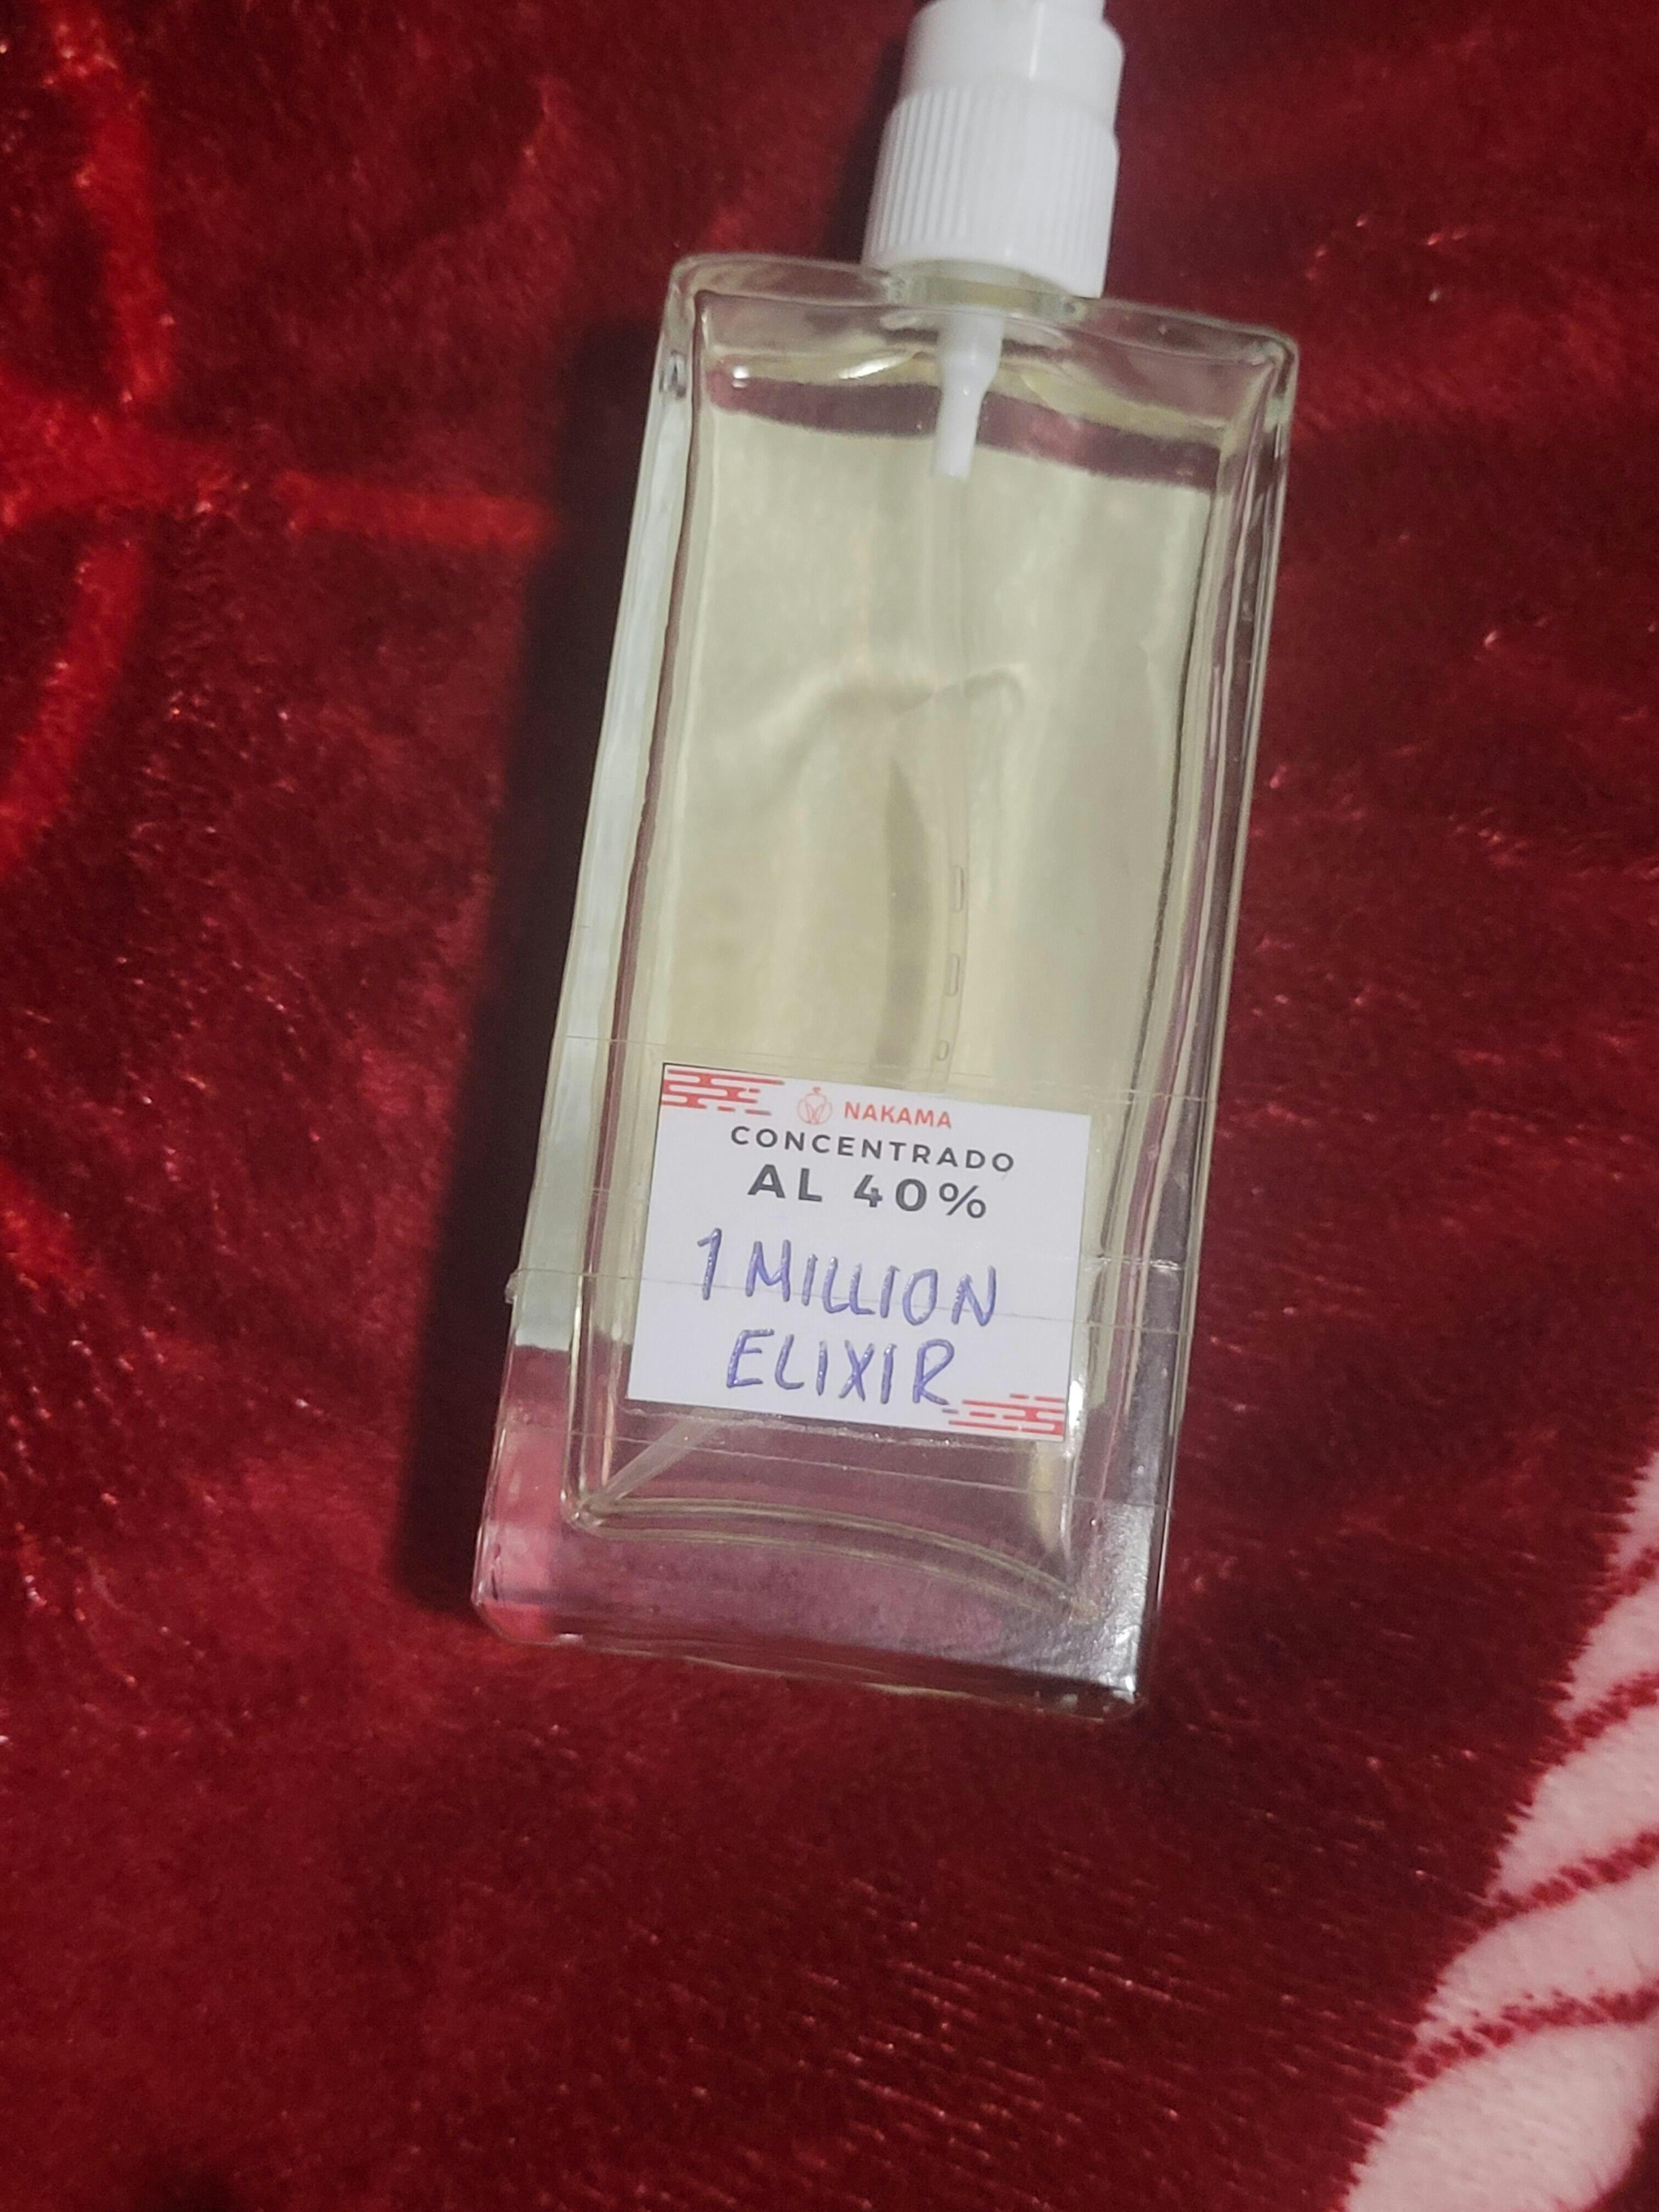 NAKAMA
CONCENTRADO
AL 40%
1 MILLION
ELIXIR